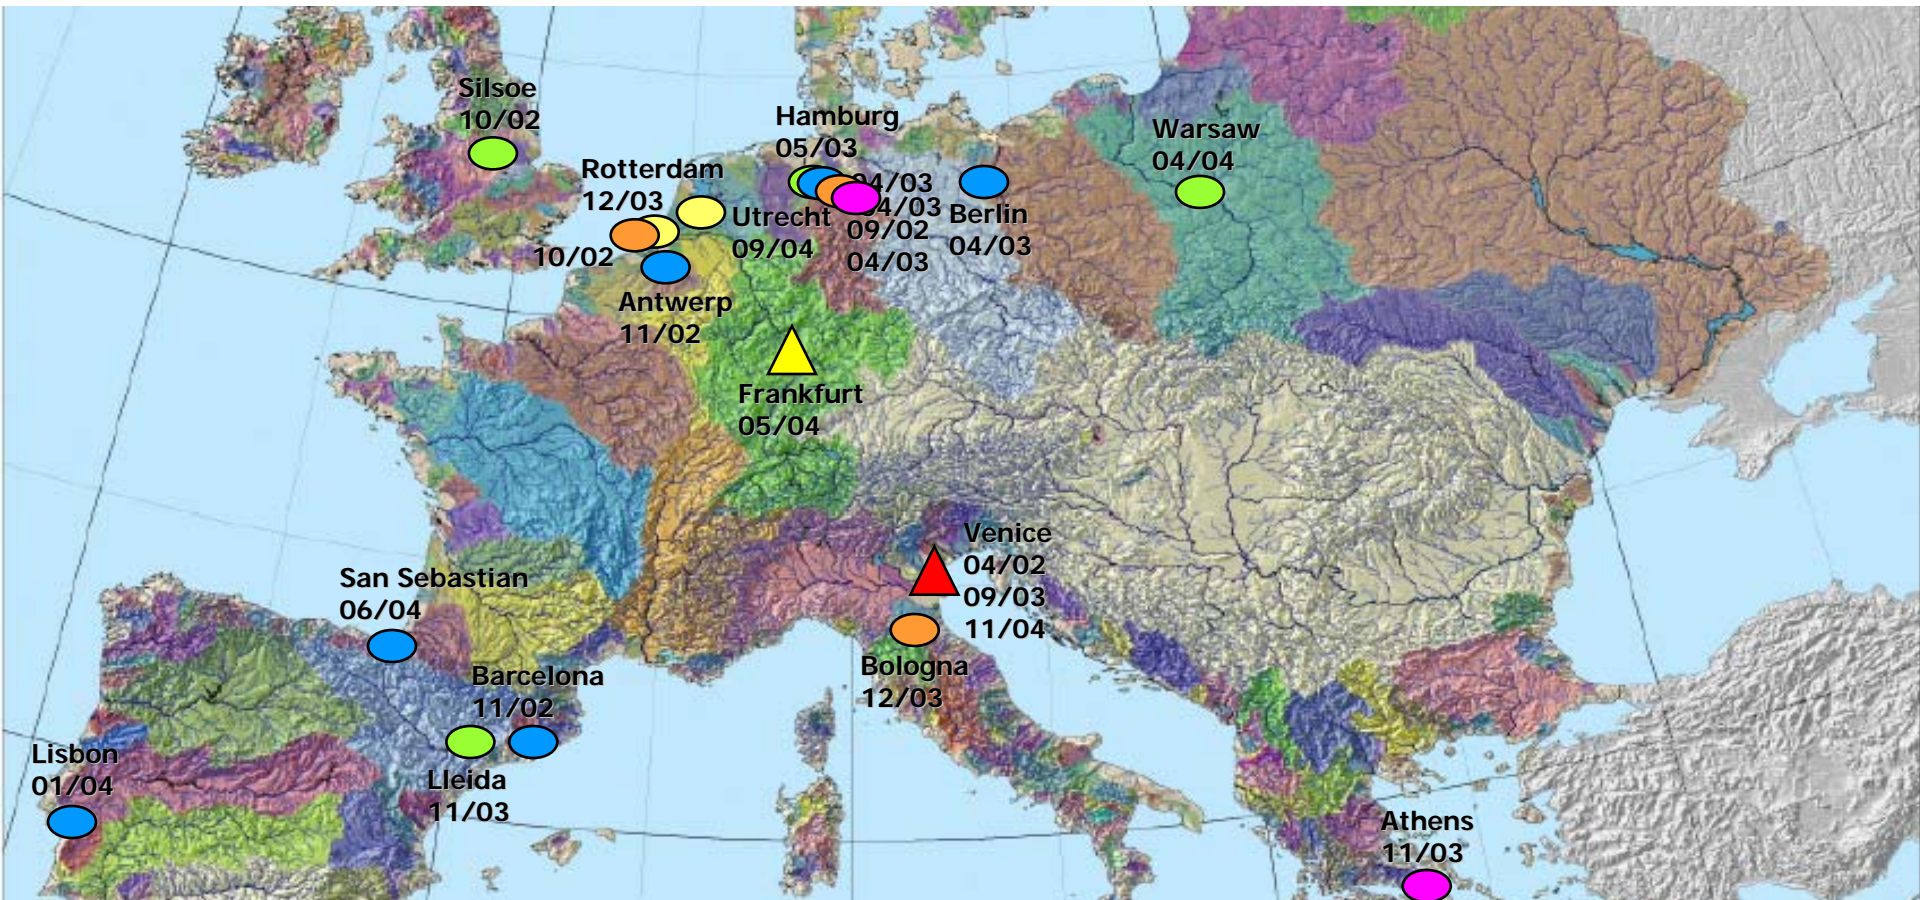 Silsoe
10/02
Hamburg
05/03
04/03
04/03
09/02
04/03
Warsaw
04/04
Rotterdam
12/03
10/02
Utrecht
09/04
Berlin
04/03
Antwerp
11/02
Frankfurt
05/04
Venice
04/02
09/03
11/04
San Sebastian
06/04
Bologna
12/03
Barcelona
11/02
Lleida
11/03
Lisbon
01/04
Athens
11/03